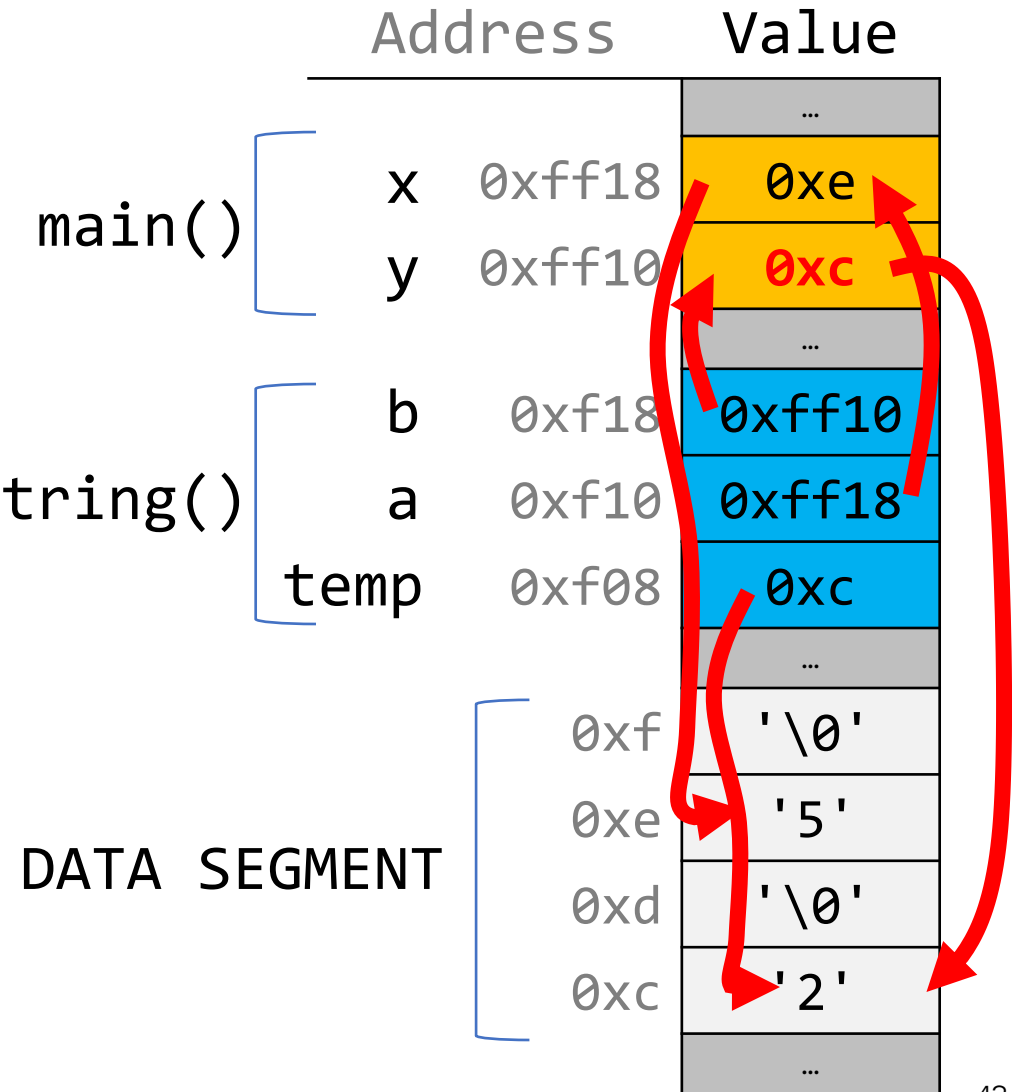 Address Value
…
x 0xff18 0xe
main()
y 0xff10 0xc
…
b 0xf18 0xff10
tring() a 0xf10 0xff18
temp 0xf08 0xc
…
0xf '\0'
0xe '5'
DATA SEGMENT
0xd '\0'
0xc '2'
…